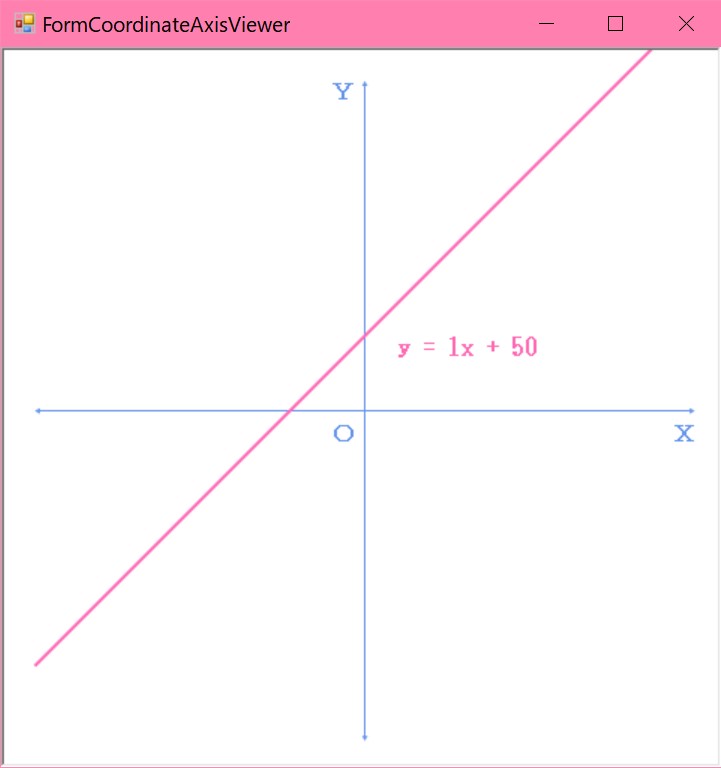 FormCoordinateAxisViewer
Y
y = 1x + 50
O
X